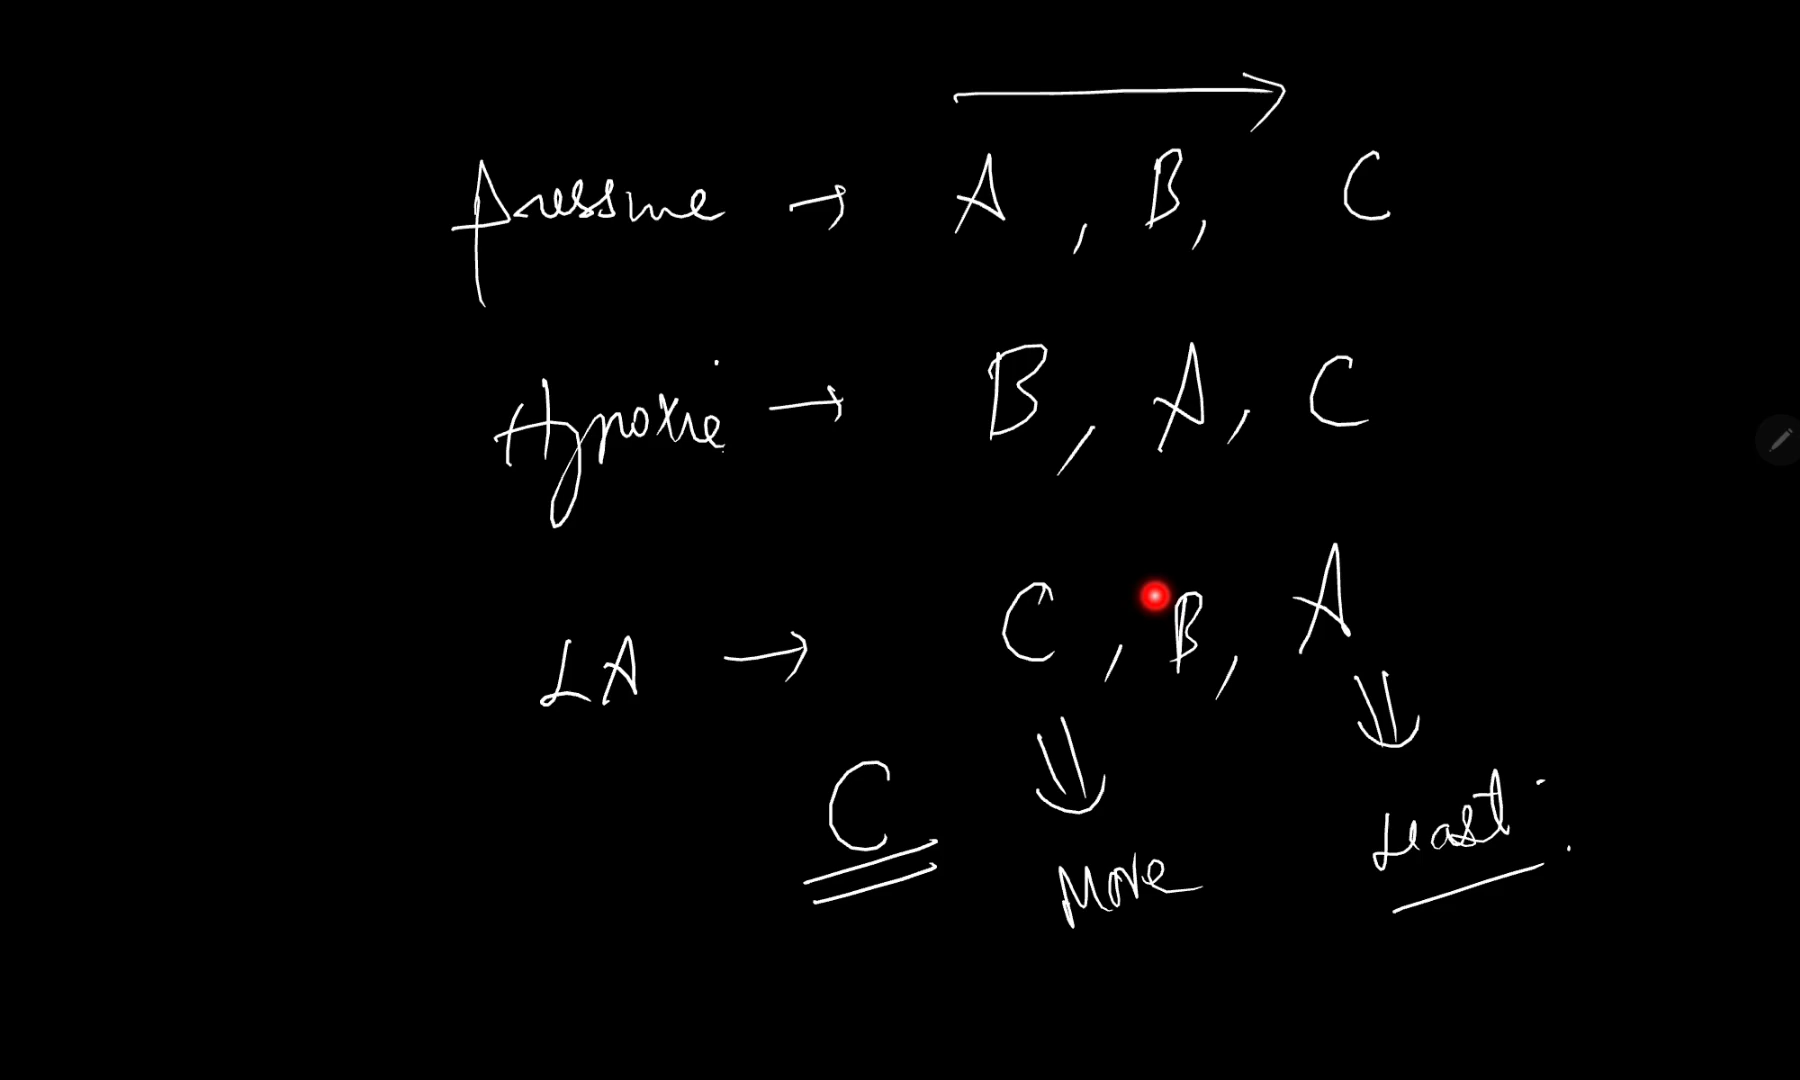 Pressure → A, B, C
Hypoxia → B, A, C
LA → C, B, A
C More Least